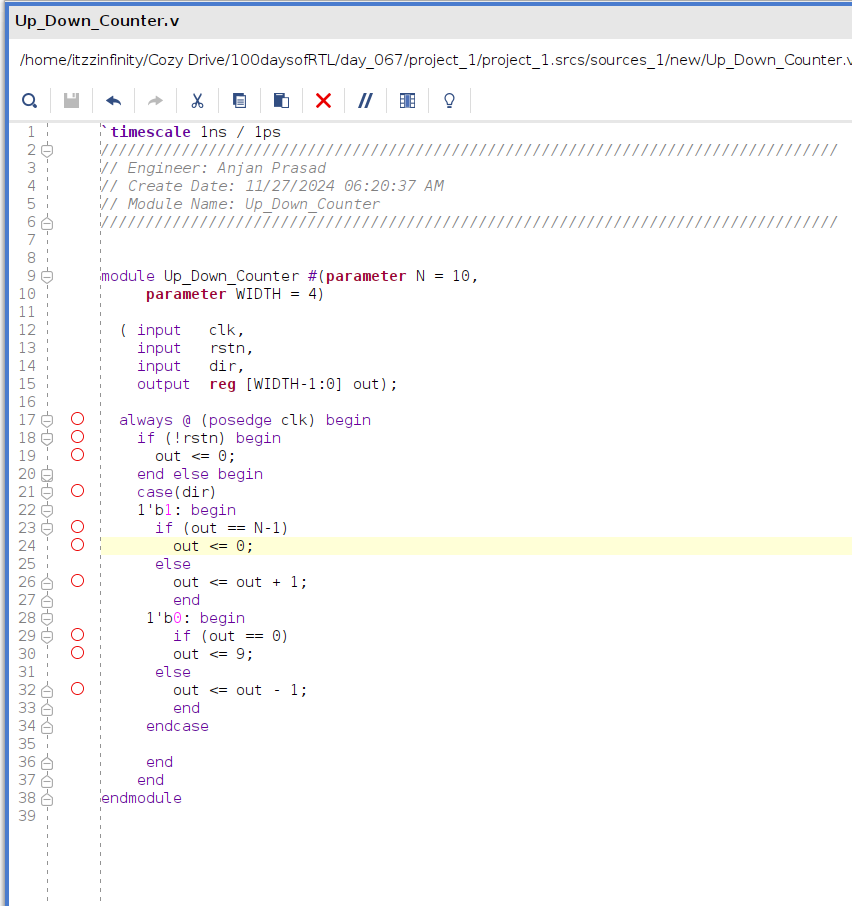 Up_Down_Counter.v
/home/itzzinfinity/Cozy Drive/100daysofRTL/day_067/project_1/project_1.srcs/sources_1/new/Up_Down_Counter.v
1 `timescale 1ns / 1ps
2 //////////////////////////////////////////////////////////////////////////////////
3 // Engineer: Anjan Prasad
4 // Create Date: 11/27/2024 06:20:37 AM
5 // Module Name: Up_Down_Counter
6 //////////////////////////////////////////////////////////////////////////////////
7
8
9 module Up_Down_Counter #(parameter N = 10,
10 parameter WIDTH = 4)
11
12 ( input clk,
13 input rstn,
14 input dir,
15 output reg [WIDTH-1:0] out);
16
17 always @ (posedge clk) begin
18 if (!rstn) begin
19 out <= 0;
20 end else begin
21 case(dir)
22 1'b1: begin
23 if (out == N-1)
24 out <= 0;
25 else
26 out <= out + 1;
27 end
28 1'b0: begin
29 if (out == 0)
30 out <= 9;
31 else
32 out <= out - 1;
33 end
34 endcase
35
36 end
37 end
38 endmodule
39